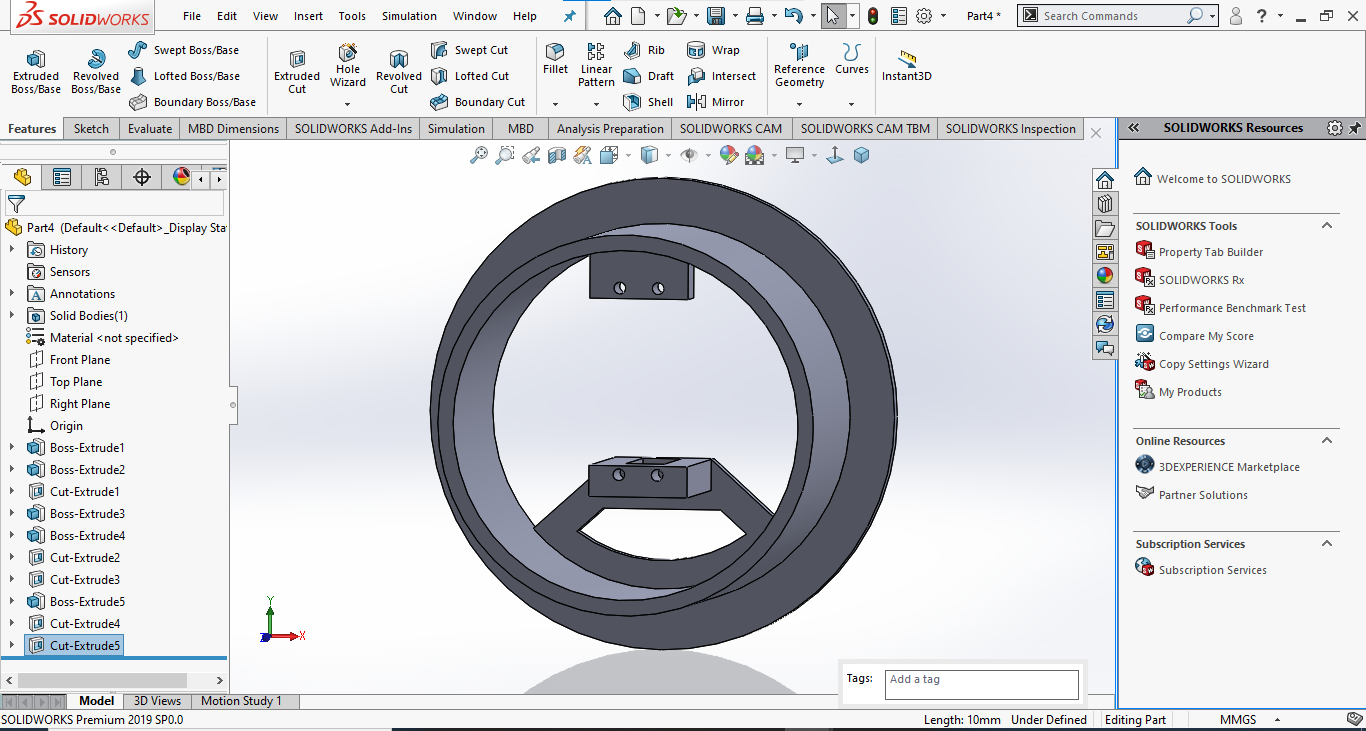 SOLIDWORKS File Edit View Insert Tools Simulation Window Help Part4 * Search Commands ?
Extruded Boss/Base
Revolved Boss/Base
Swept Boss/Base
Lofted Boss/Base
Boundary Boss/Base
Extruded Cut
Hole Wizard
Revolved Cut
Swept Cut
Lofted Cut
Boundary Cut
Fillet
Linear Pattern
Rib
Draft
Shell
Wrap
Intersect
Mirror
Reference Geometry
Curves
Instant3D
Features Sketch Evaluate MBD Dimensions SOLIDWORKS Add-Ins Simulation MBD Analysis Preparation SOLIDWORKS CAM SOLIDWORKS CAM TBM SOLIDWORKS Inspection
Part4 (Default<<Default>_Display Sta
History
Sensors
Annotations
Solid Bodies(1)
Material <not specified>
Front Plane
Top Plane
Right Plane
Origin
Boss-Extrude1
Boss-Extrude2
Cut-Extrude1
Boss-Extrude3
Boss-Extrude4
Cut-Extrude2
Cut-Extrude3
Boss-Extrude5
Cut-Extrude4
Cut-Extrude5
Y
X
Tags: Add a tag
SOLIDWORKS Resources
Welcome to SOLIDWORKS
SOLIDWORKS Tools
Property Tab Builder
SOLIDWORKS Rx
Performance Benchmark Test
Compare My Score
Copy Settings Wizard
My Products
Online Resources
3DEXPERIENCE Marketplace
Partner Solutions
Subscription Services
Subscription Services
Model 3D Views Motion Study 1
SOLIDWORKS Premium 2019 SP0.0 Length: 10mm Under Defined Editing Part MMGS